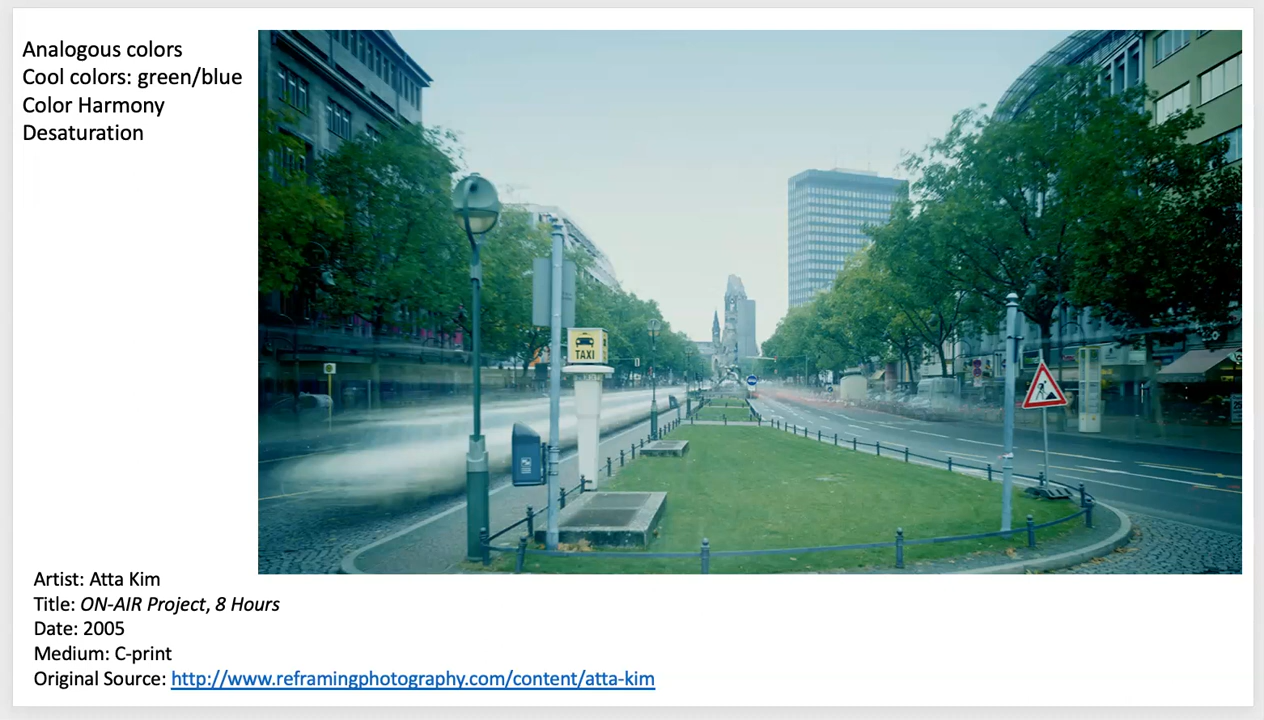 Analogous colors
Cool colors: green/blue
Color Harmony
Desaturation
TAXI
Artist: Atta Kim
Title: ON-AIR Project, 8 Hours
Date: 2005
Medium: C-print
Original Source: http://www.reframingphotography.com/content/atta-kim